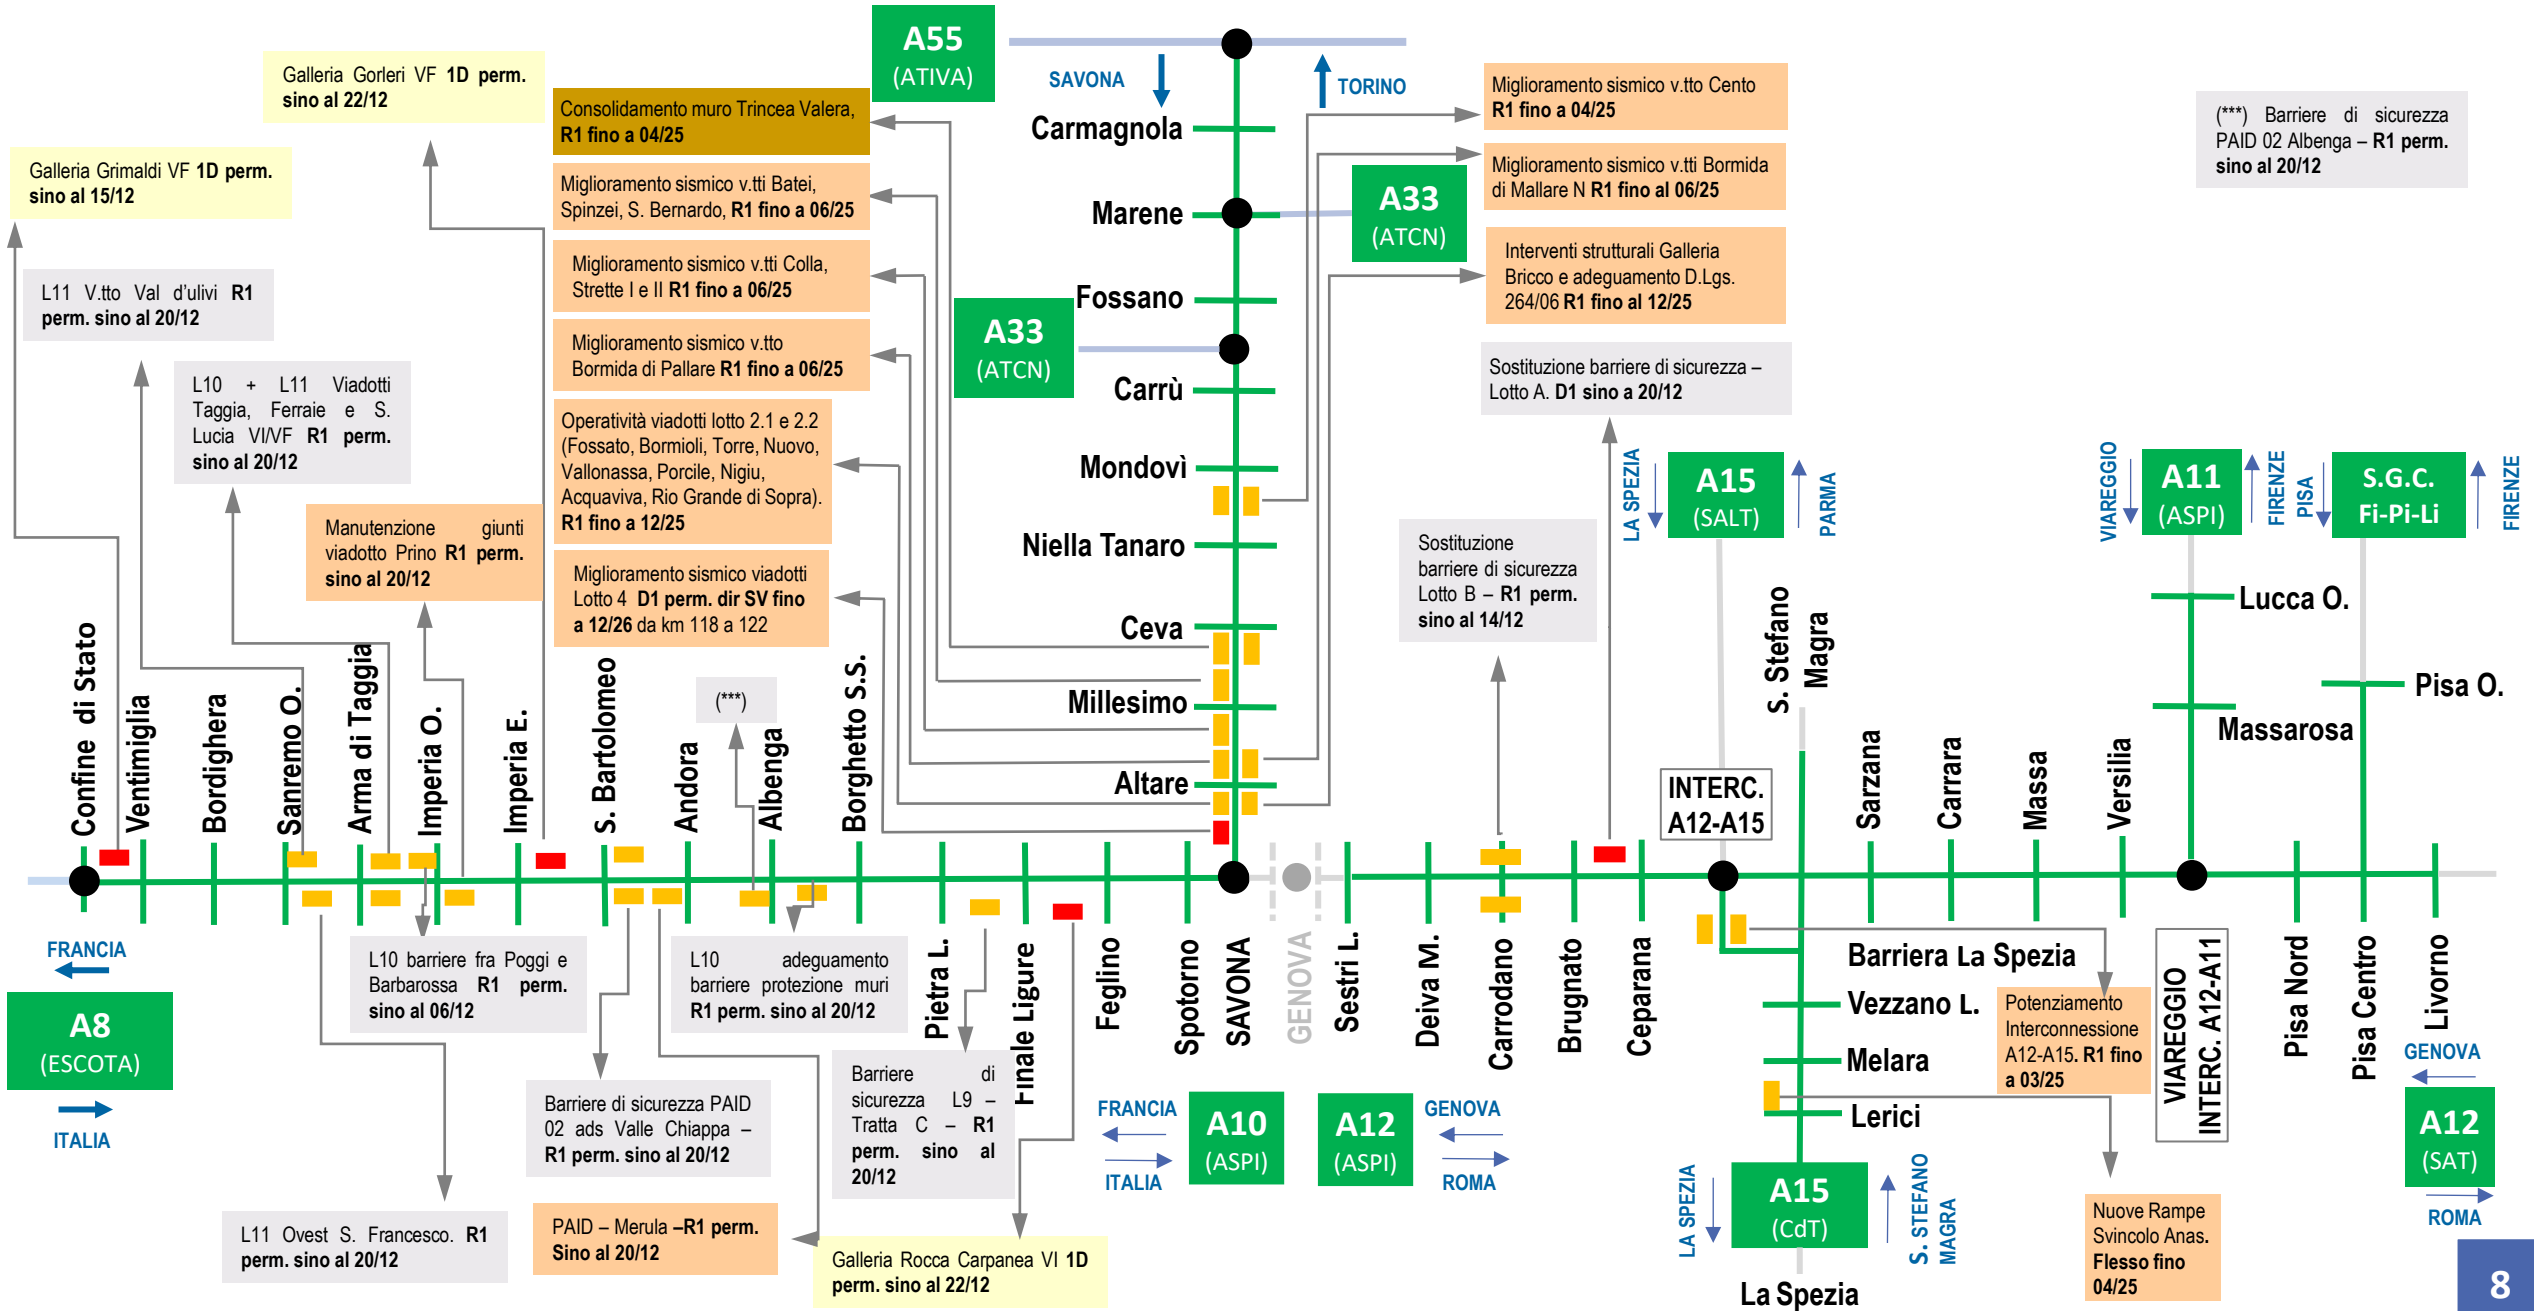 A55
(ATIVA)
SAVONA
TORINO
Galleria Gorleri VF 1D perm.
sino al 22/12
Galleria Grimaldi VF 1D perm.
sino al 15/12
L11 V.tto Val d'ulivi R1
perm. sino al 20/12
L10 + L11 Viadotti
Taggia, Ferraie e S.
Lucia VI/VF R1 perm.
sino al 20/12
Manutenzione giunti
viadotto Prino R1 perm.
sino al 20/12
Consolidamento muro Trincea Valera,
R1 fino a 04/25
Miglioramento sismico v.tti Batei,
Spinzei, S. Bernardo, R1 fino a 06/25
Miglioramento sismico v.tti Colla,
Strette I e II R1 fino a 06/25
Miglioramento sismico v.tto
Bormida di Pallare R1 fino a 06/25
Operatività viadotti lotto 2.1 e 2.2
(Fossato, Bormioli, Torre, Nuovo,
Vallonassa, Porcile, Nigiu,
Acquaviva, Rio Grande di Sopra).
R1 fino a 12/25
Miglioramento sismico viadotti
Lotto 4 D1 perm. dir SV fino
a 12/26 da km 118 a 122
Carmagnola
Marene
Fossano
Carrù
Mondovì
Niella Tanaro
Ceva
Millesimo
Altare
A33
(ATCN)
A33
(ATCN)
Miglioramento sismico v.tto Cento
R1 fino a 04/25
Miglioramento sismico v.tti Bormida
di Mallare N R1 fino al 06/25
Interventi strutturali Galleria
Bricco e adeguamento D.Lgs.
264/06 R1 fino al 12/25
Sostituzione barriere di sicurezza –
Lotto A. D1 sino a 20/12
Sostituzione
barriere di sicurezza
Lotto B – R1 perm.
sino al 14/12
(***) Barriere di sicurezza
PAID 02 Albenga – R1 perm.
sino al 20/12
LA SPEZIA
A15
(SALT)
PARMA
VIAREGGIO
A11
(ASPI)
FIRENZE
PISA
S.G.C.
Fi-Pi-Li
FIRENZE
Lucca O.
Massarosa
Pisa O.
(***)
Confine di Stato
Ventimiglia
Bordighera
Sanremo O.
Arma di Taggia
Imperia O.
Imperia E.
S. Bartolomeo
Andora
Albenga
Borghetto S.S.
Pietra L.
Finale Ligure
Feglino
Spotorno
SAVONA
GENOVA
Sestri L.
Deiva M.
Carrodano
Brugnato
Ceparana
INTERC.
A12-A15
S. Stefano
Magra
Sarzana
Carrara
Massa
Versilia
VIAREGGIO
INTERC. A12-A11
Pisa Nord
Pisa Centro
Livorno
FRANCIA
A8
(ESCOTA)
ITALIA
L10 barriere fra Poggi e
Barbarossa R1 perm.
sino al 06/12
L10 adeguamento
barriere protezione muri
R1 perm. sino al 20/12
Barriere di sicurezza PAID
02 ads Valle Chiappa –
R1 perm. sino al 20/12
Barriere di
sicurezza L9 –
Tratta C – R1
perm. sino al
20/12
L11 Ovest S. Francesco. R1
perm. sino al 20/12
PAID – Merula –R1 perm.
Sino al 20/12
Galleria Rocca Carpanea VI 1D
perm. sino al 22/12
FRANCIA
ITALIA
A10
(ASPI)
A12
(ASPI)
GENOVA
ROMA
Barriera La Spezia
Vezzano L.
Melara
Lerici
Potenziamento
Interconnessione
A12-A15. R1 fino
a 03/25
Nuove Rampe
Svincolo Anas.
Flesso fino
04/25
LA SPEZIA
A15
(CdT)
S. STEFANO
MAGRA
La Spezia
GENOVA
A12
(SAT)
ROMA
8